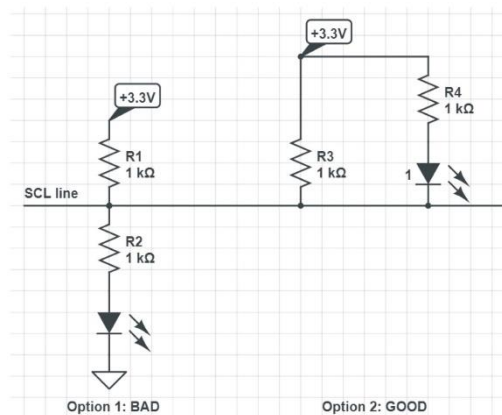 +3.3V
R4
1 kΩ
+3.3V
R1
1 kΩ
R3
1 kΩ
1
SCL line
R2
1 kΩ
Option 1: BAD
Option 2: GOOD